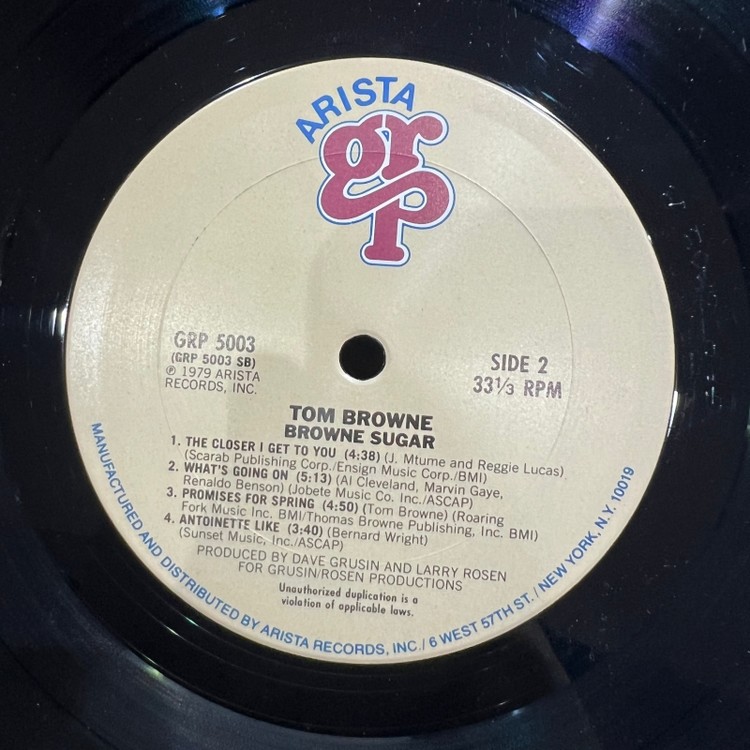 ARISTA
grp
GRP 5003
(GRP 5003 SB)
℗ 1979 ARISTA
RECORDS, INC.
SIDE 2
33⅓ RPM
TOM BROWNE
BROWNE SUGAR
1. THE CLOSER I GET TO YOU (4:38) (J. Mtume and Reggie Lucas)
(Scarab Publishing Corp./Ensign Music Corp./BMI)
2. WHAT'S GOING ON (5:13) (Al Cleveland, Marvin Gaye,
Renaldo Benson) (Jobete Music Co. Inc./ASCAP)
3. PROMISES FOR SPRING (4:50) (Tom Browne) (Roaring
Fork Music Inc. BMI/Thomas Browne Publishing, Inc. BMI)
4. ANTOINETTE LIKE (3:40) (Bernard Wright)
(Sunset Music, Inc./ASCAP)
PRODUCED BY DAVE GRUSIN AND LARRY ROSEN
FOR GRUSIN/ROSEN PRODUCTIONS
Unauthorized duplication is a
violation of applicable laws.
MANUFACTURED AND DISTRIBUTED BY ARISTA RECORDS, INC./ 6 WEST 57TH ST./ NEW YORK, N.Y. 10019